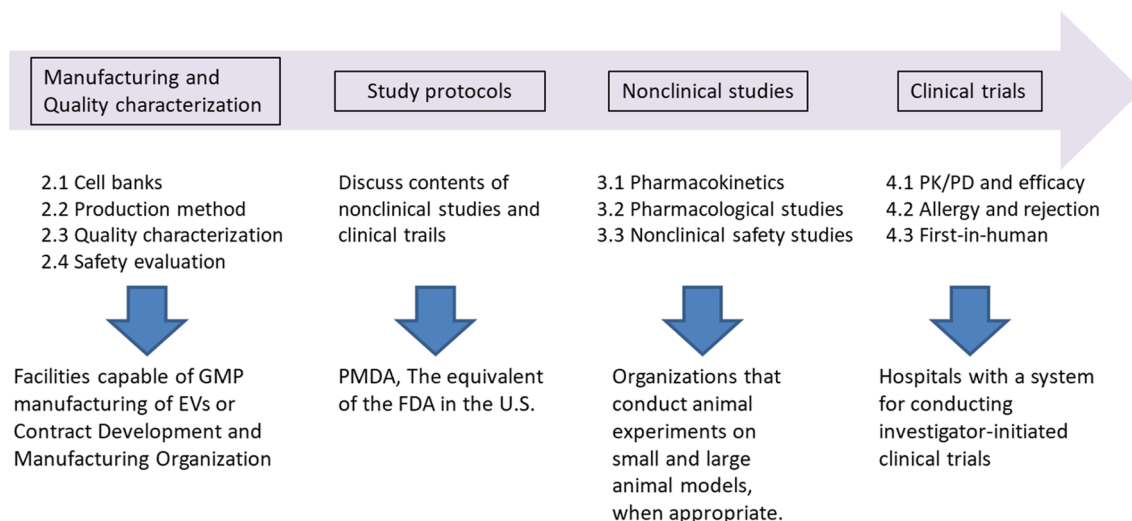 Manufacturing and
Quality characterization
Study protocols
Nonclinical studies
Clinical trials
2.1 Cell banks
2.2 Production method
2.3 Quality characterization
2.4 Safety evaluation
Discuss contents of
nonclinical studies and
clinical trails
3.1 Pharmacokinetics
3.2 Pharmacological studies
3.3 Nonclinical safety studies
4.1 PK/PD and efficacy
4.2 Allergy and rejection
4.3 First-in-human
Facilities capable of GMP
manufacturing of EVs or
Contract Development and
Manufacturing Organization
PMDA, The equivalent
of the FDA in the U.S.
Organizations that
conduct animal
experiments on
small and large
animal models,
when appropriate.
Hospitals with a system
for conducting
investigator-initiated
clinical trials